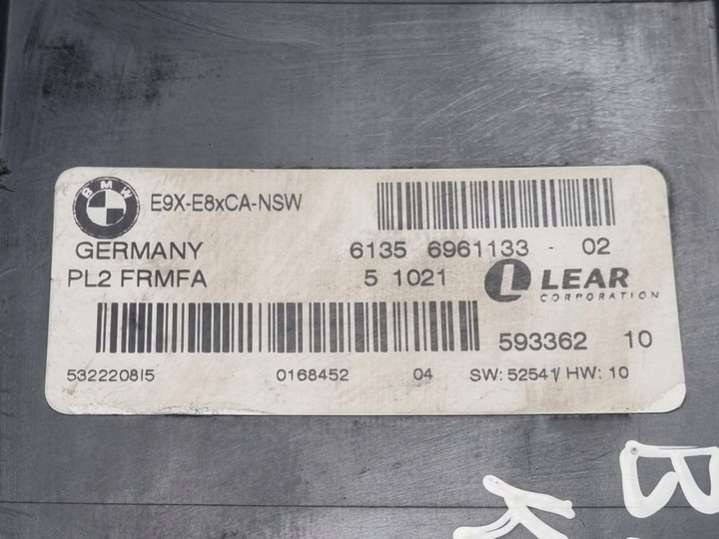 BMW E9X-E8xCA-NSW
GERMANY 6135 6961133 - 02
PL2 FRMFA 5 1021 L LEAR
CORPORATION
593362 10
532220815 0168452 04 SW: 52541/ HW: 10
B
K